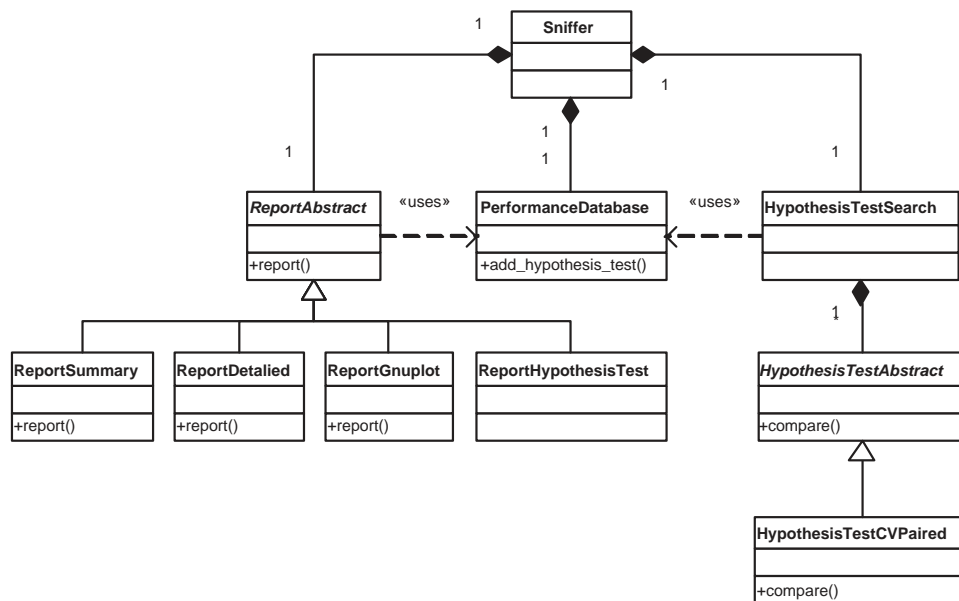 Sniffer
1
1
1
1
1
1
ReportAbstract
+report()
«uses»
PerformanceDatabase
+add_hypothesis_test()
«uses»
HypothesisTestSearch
1
ReportSummary
+report()
ReportDetalied
+report()
ReportGnuplot
+report()
ReportHypothesisTest
HypothesisTestAbstract
+compare()
HypothesisTestCVPaired
+compare()